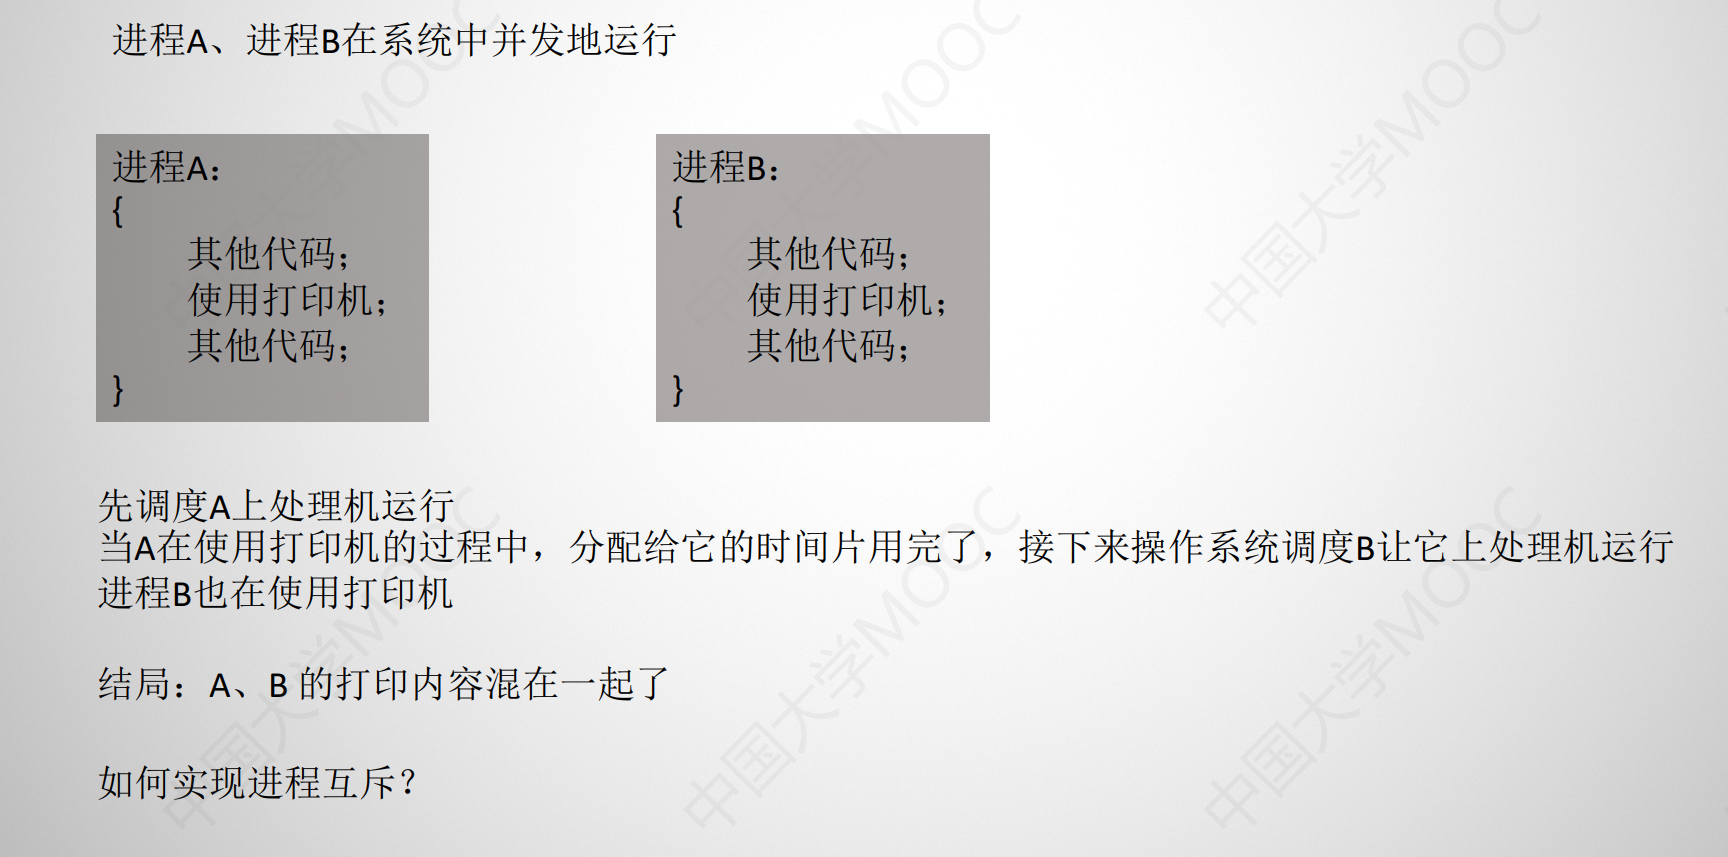 进程A、进程B在系统中并发地运行
进程A：
{
其他代码；
使用打印机；
其他代码；
}
进程B：
{
其他代码；
使用打印机；
其他代码；
}
先调度A上处理机运行
当A在使用打印机的过程中，分配给它的时间片用完了，接下来操作系统调度B让它上处理机运行
进程B也在使用打印机
结局：A、B 的打印内容混在一起了
如何实现进程互斥？
中国大学MOOC
中国大学MOOC
中国大学MOOC
中国大学MOOC
中国大学MOOC
中国大学MOOC